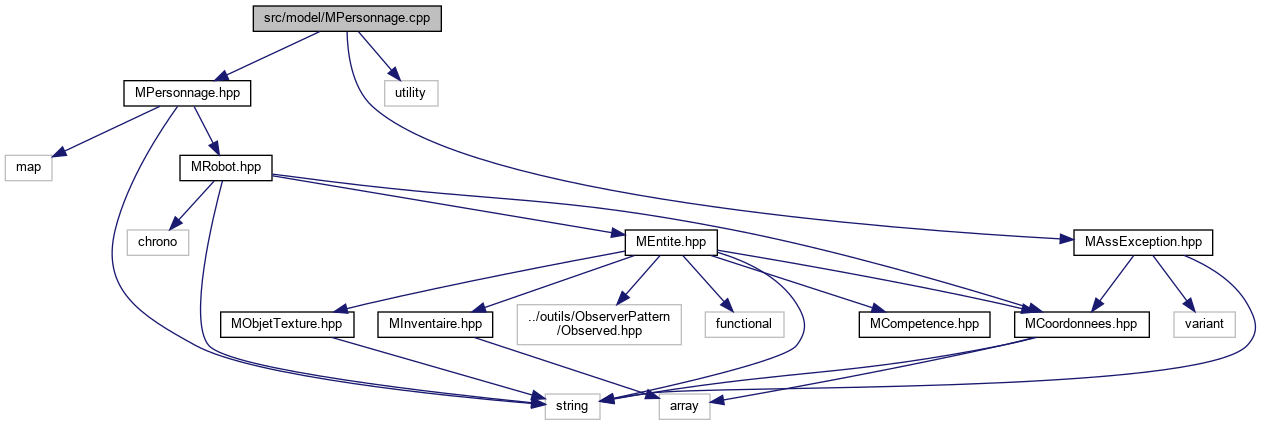 src/model/MPersonnage.cpp
MPersonnage.hpp
utility
map
MRobot.hpp
chrono
MEntite.hpp
MAssException.hpp
MObjetTexture.hpp
MInventaire.hpp
../outils/ObserverPattern
/Observed.hpp
functional
MCompetence.hpp
MCoordonnees.hpp
variant
string
array